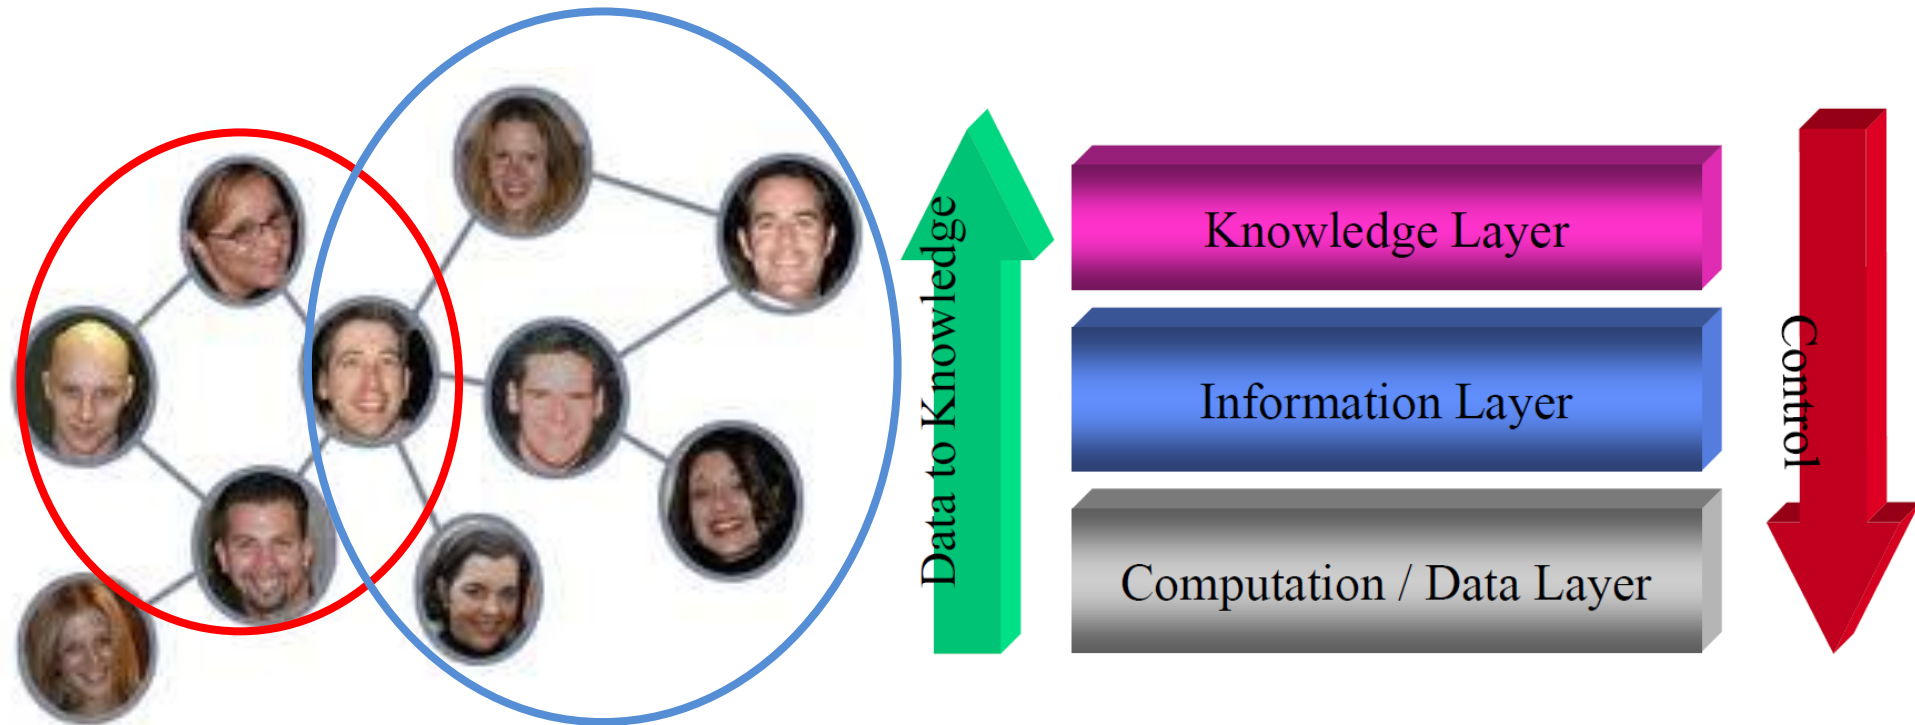 Data to Knowledge
Knowledge Layer
Information Layer
Computation / Data Layer
Control